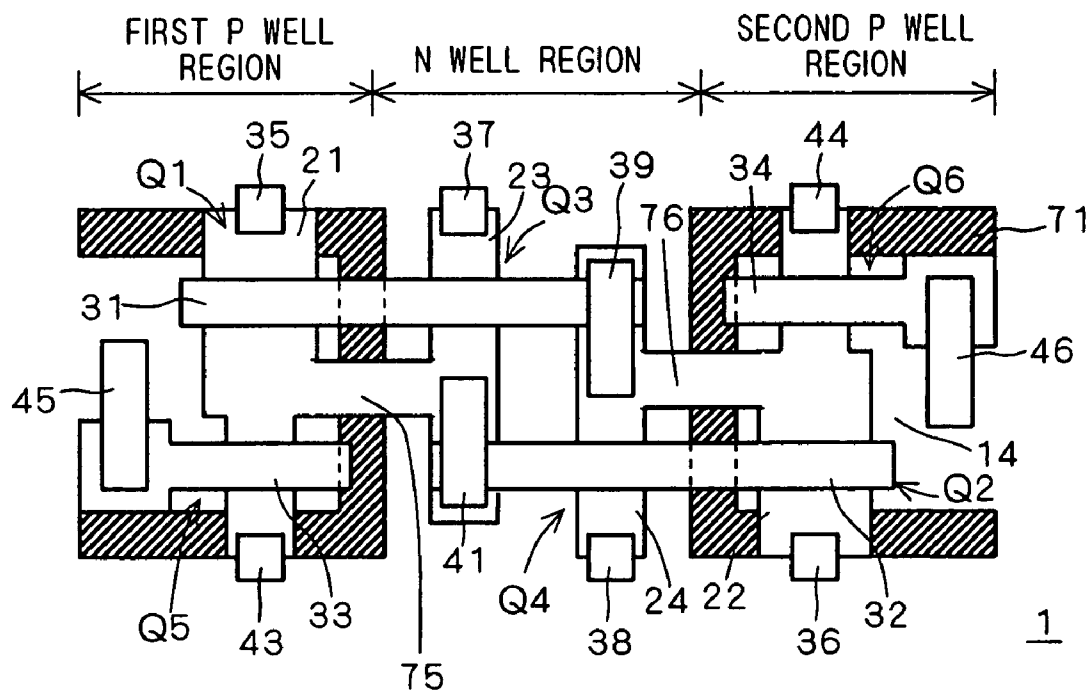 FIRST P WELL
REGION
N WELL REGION
SECOND P WELL
REGION
35
21
37
39
34
44
Q1
23
Q3
76
Q6
71
31
45
46
14
Q2
Q5
43
33
75
41
Q4
38
24
22
36
32
1